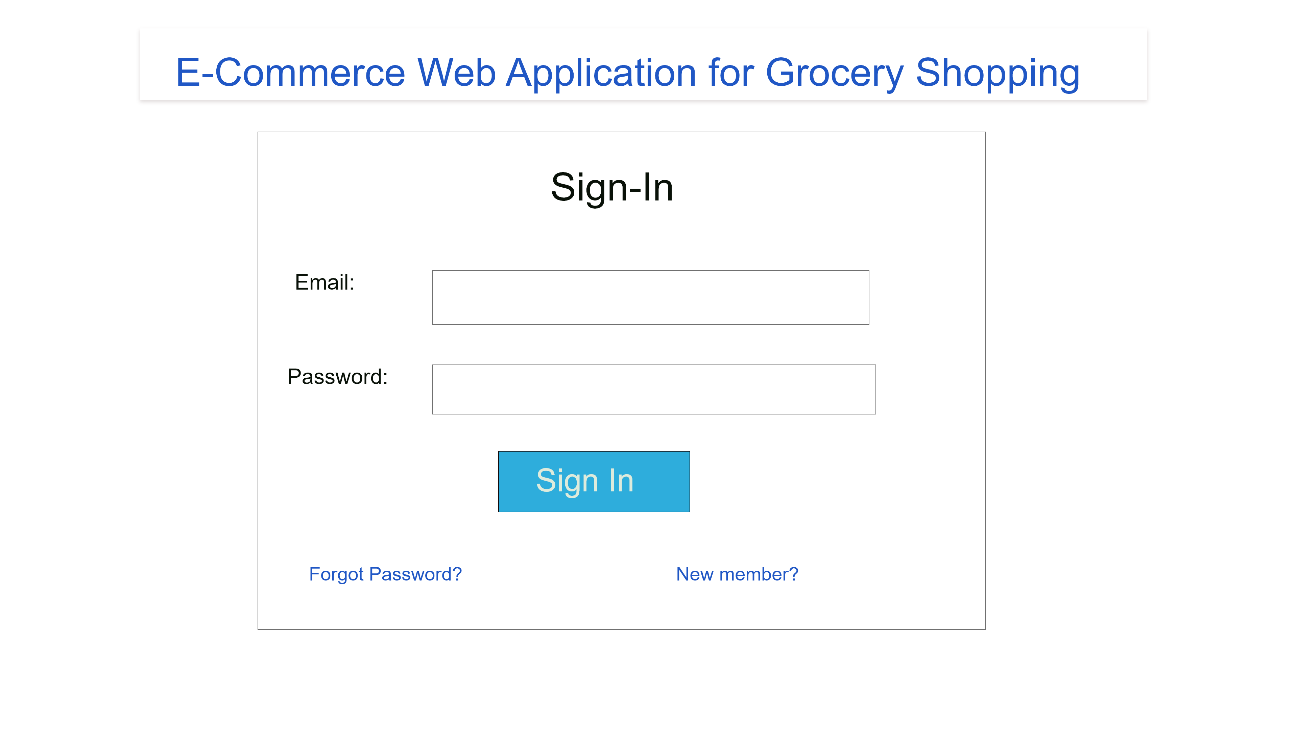 E-Commerce Web Application for Grocery Shopping
Sign-In
Email:
Password:
Sign In
Forgot Password?
New member?